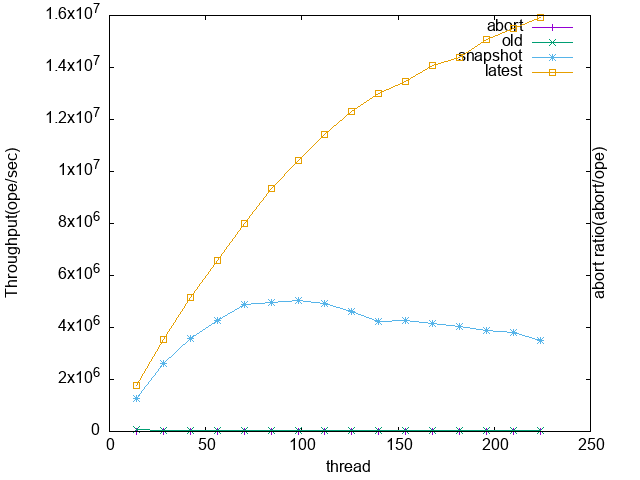 1.6x10^7
1.4x10^7
1.2x10^7
1x10^7
8x10^6
6x10^6
4x10^6
2x10^6
0
Throughput(ope/sec)
abort
old
snapshot
latest
abort ratio(abort/ope)
0
50
100
150
200
250
thread